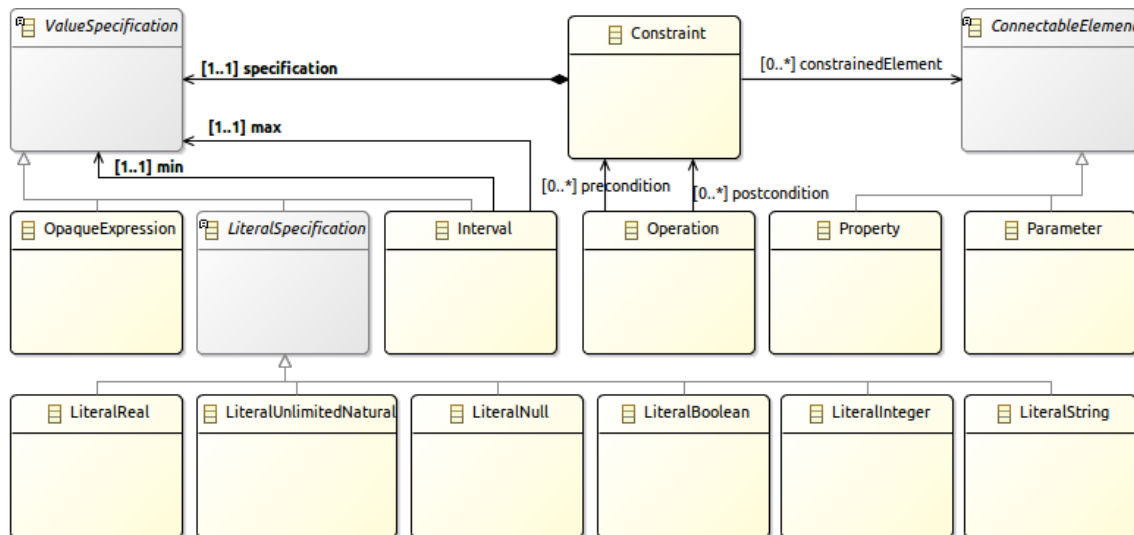 ValueSpecification
Constraint
ConnectableElement
[1..1] specification
[0..*] constrainedElement
[1..1] max
[1..1] min
[0..*] precondition
[0..*] postcondition
OpaqueExpression
LiteralSpecification
Interval
Operation
Property
Parameter
LiteralReal
LiteralUnlimitedNatural
LiteralNull
LiteralBoolean
LiteralInteger
LiteralString